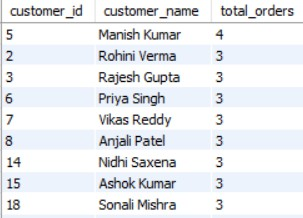 customer_id customer_name total_orders
5 Manish Kumar 4
2 Rohini Verma 3
3 Rajesh Gupta 3
6 Priya Singh 3
7 Vikas Reddy 3
8 Anjali Patel 3
14 Nidhi Saxena 3
15 Ashok Kumar 3
18 Sonali Mishra 3